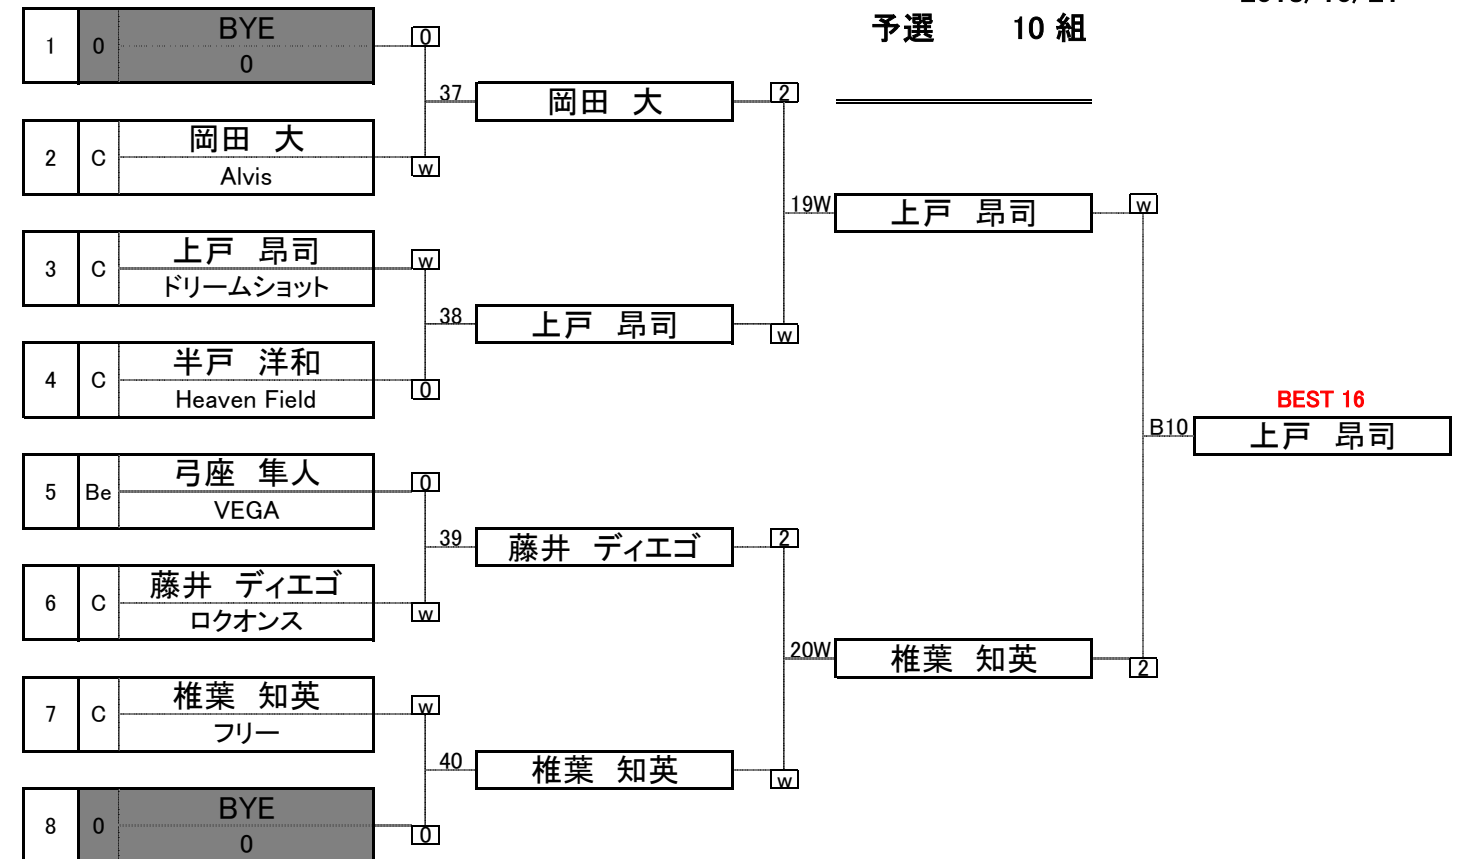 予選 10 組
1 0 BYE 0
0
37 岡田 大 2
2 C 岡田 大 Alvis
w
19W 上戸 昂司 w
3 C 上戸 昂司 ドリームショット
w
38 上戸 昂司 w
4 C 半戸 洋和 Heaven Field
0
BEST 16
B10 上戸 昂司
5 Be 弓座 隼人 VEGA
0
39 藤井 ディエゴ 2
6 C 藤井 ディエゴ ロクオンス
w
20W 椎葉 知英 2
7 C 椎葉 知英 フリー
w
40 椎葉 知英 w
8 0 BYE 0
0